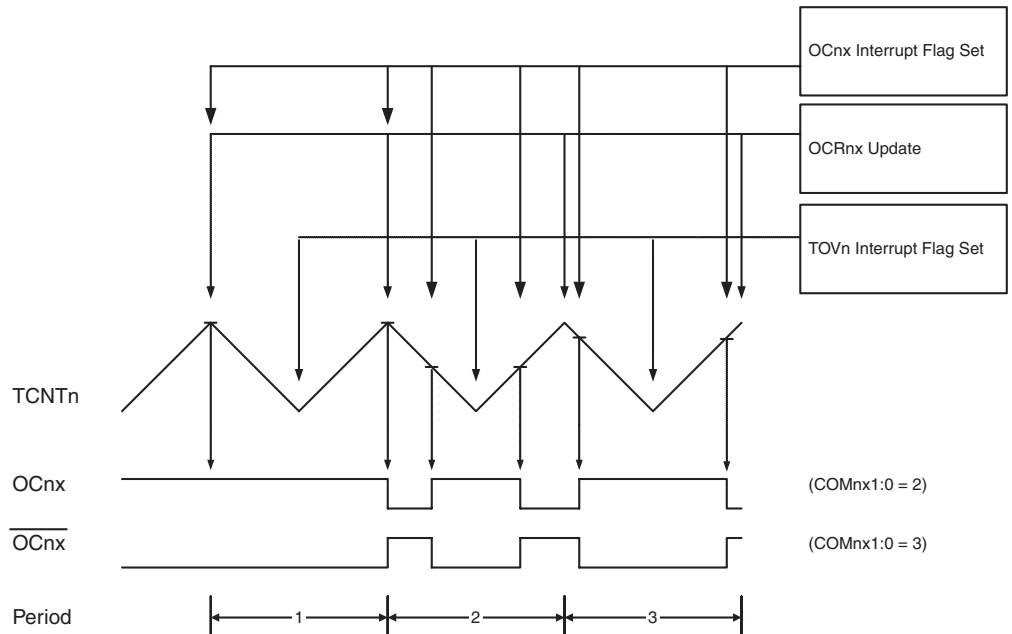 OCnx Interrupt Flag Set
OCRnx Update
TOVn Interrupt Flag Set
TCNTn
OCnx
(COMnx1:0 = 2)
OCnx
(COMnx1:0 = 3)
Period
1
2
3